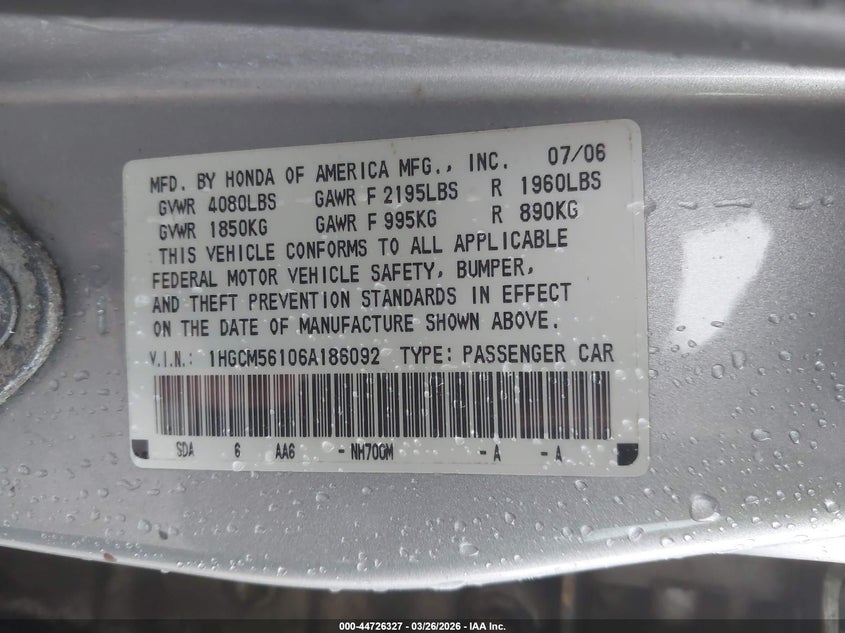 MFD. BY HONDA OF AMERICA MFG., INC. 07/06
GVWR 4080LBS GAWR F 2195LBS R 1960LBS
GVWR 1850KG GAWR F 995KG R 890KG
THIS VEHICLE CONFORMS TO ALL APPLICABLE
FEDERAL MOTOR VEHICLE SAFETY, BUMPER,
AND THEFT PREVENTION STANDARDS IN EFFECT
ON THE DATE OF MANUFACTURE SHOWN ABOVE.
V.I.N.: 1HGCM56106A186092 TYPE: PASSENGER CAR
SDA 6 AA6 - NH700M - A - A
000-44726327 - 03/26/2026 - IAA Inc.